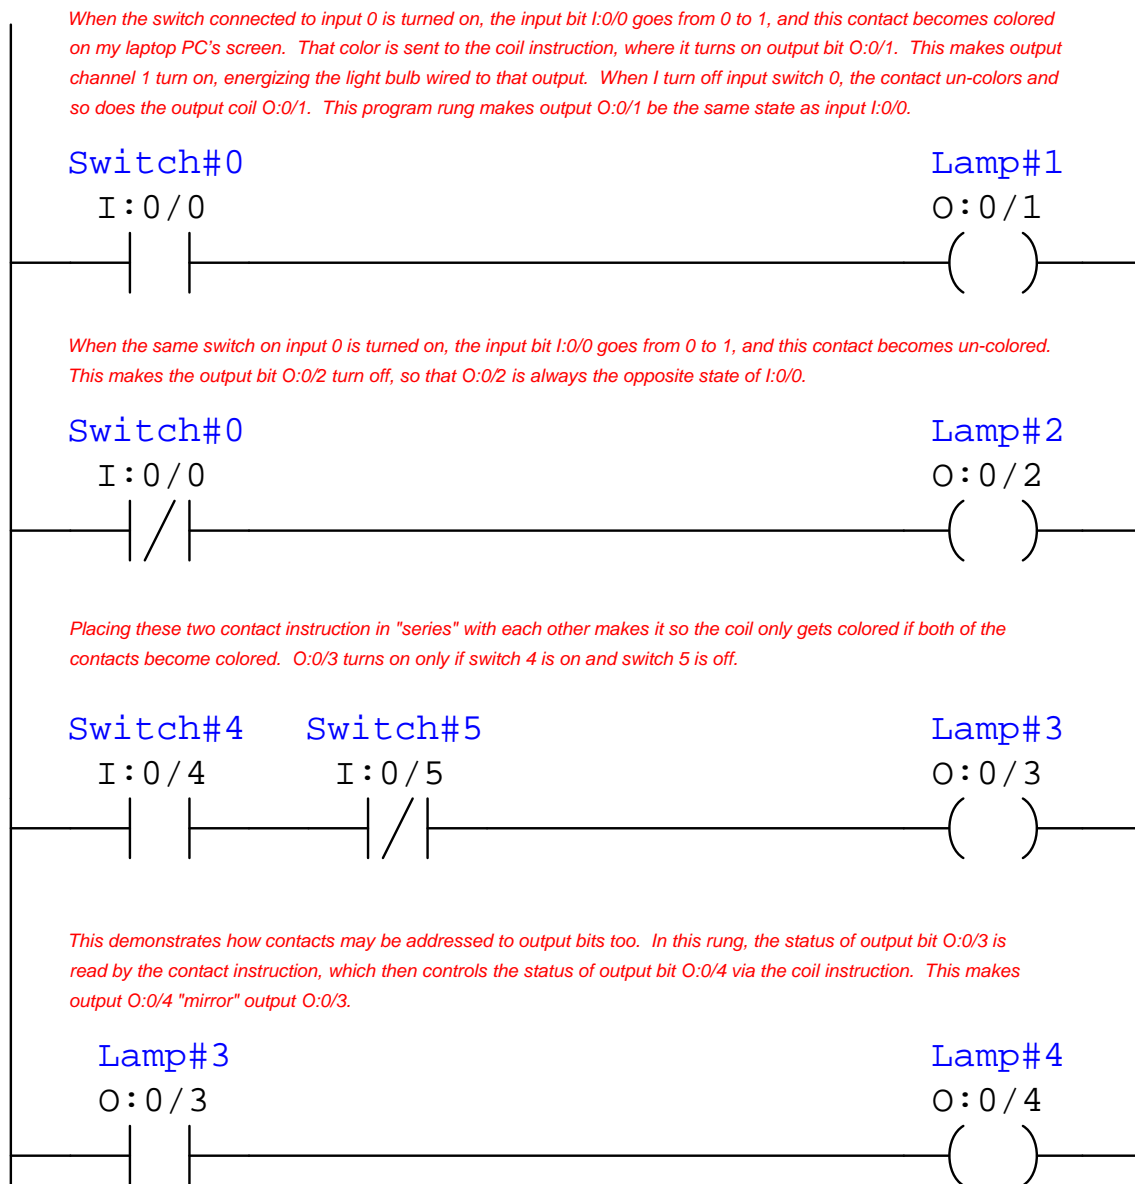 When the switch connected to input 0 is turned on, the input bit I:0/0 goes from 0 to 1, and this contact becomes colored
on my laptop PC's screen.  That color is sent to the coil instruction, where it turns on output bit O:0/1.  This makes output
channel 1 turn on, energizing the light bulb wired to that output.  When I turn off input switch 0, the contact un-colors and
so does the output coil O:0/1.  This program rung makes output O:0/1 be the same state as input I:0/0.
Switch#0 Lamp#1
I:0/0 O:0/1
When the same switch on input 0 is turned on, the input bit I:0/0 goes from 0 to 1, and this contact becomes un-colored.
This makes the output bit O:0/2 turn off, so that O:0/2 is always the opposite state of I:0/0.
Switch#0 Lamp#2
I:0/0 O:0/2
Placing these two contact instruction in "series" with each other makes it so the coil only gets colored if both of the
contacts become colored.  O:0/3 turns on only if switch 4 is on and switch 5 is off.
Switch#4 Switch#5 Lamp#3
I:0/4 I:0/5 O:0/3
This demonstrates how contacts may be addressed to output bits too.  In this rung, the status of output bit O:0/3 is
read by the contact instruction, which then controls the status of output bit O:0/4 via the coil instruction.  This makes
output O:0/4 "mirror" output O:0/3.
Lamp#3 Lamp#4
O:0/3 O:0/4